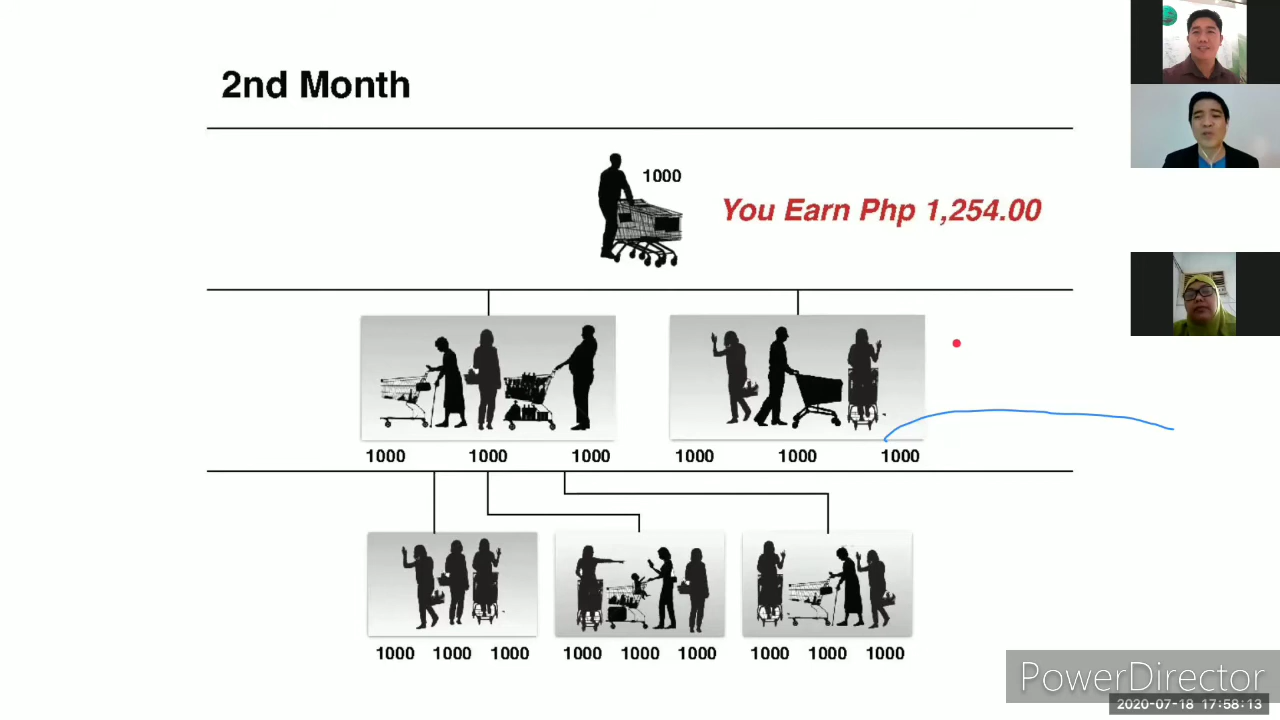 2nd Month
1000
You Earn Php 1,254.00
1000 1000 1000 1000 1000 1000
1000 1000 1000 1000 1000 1000 1000 1000 1000
PowerDirector
2020-07-18 17:58:13